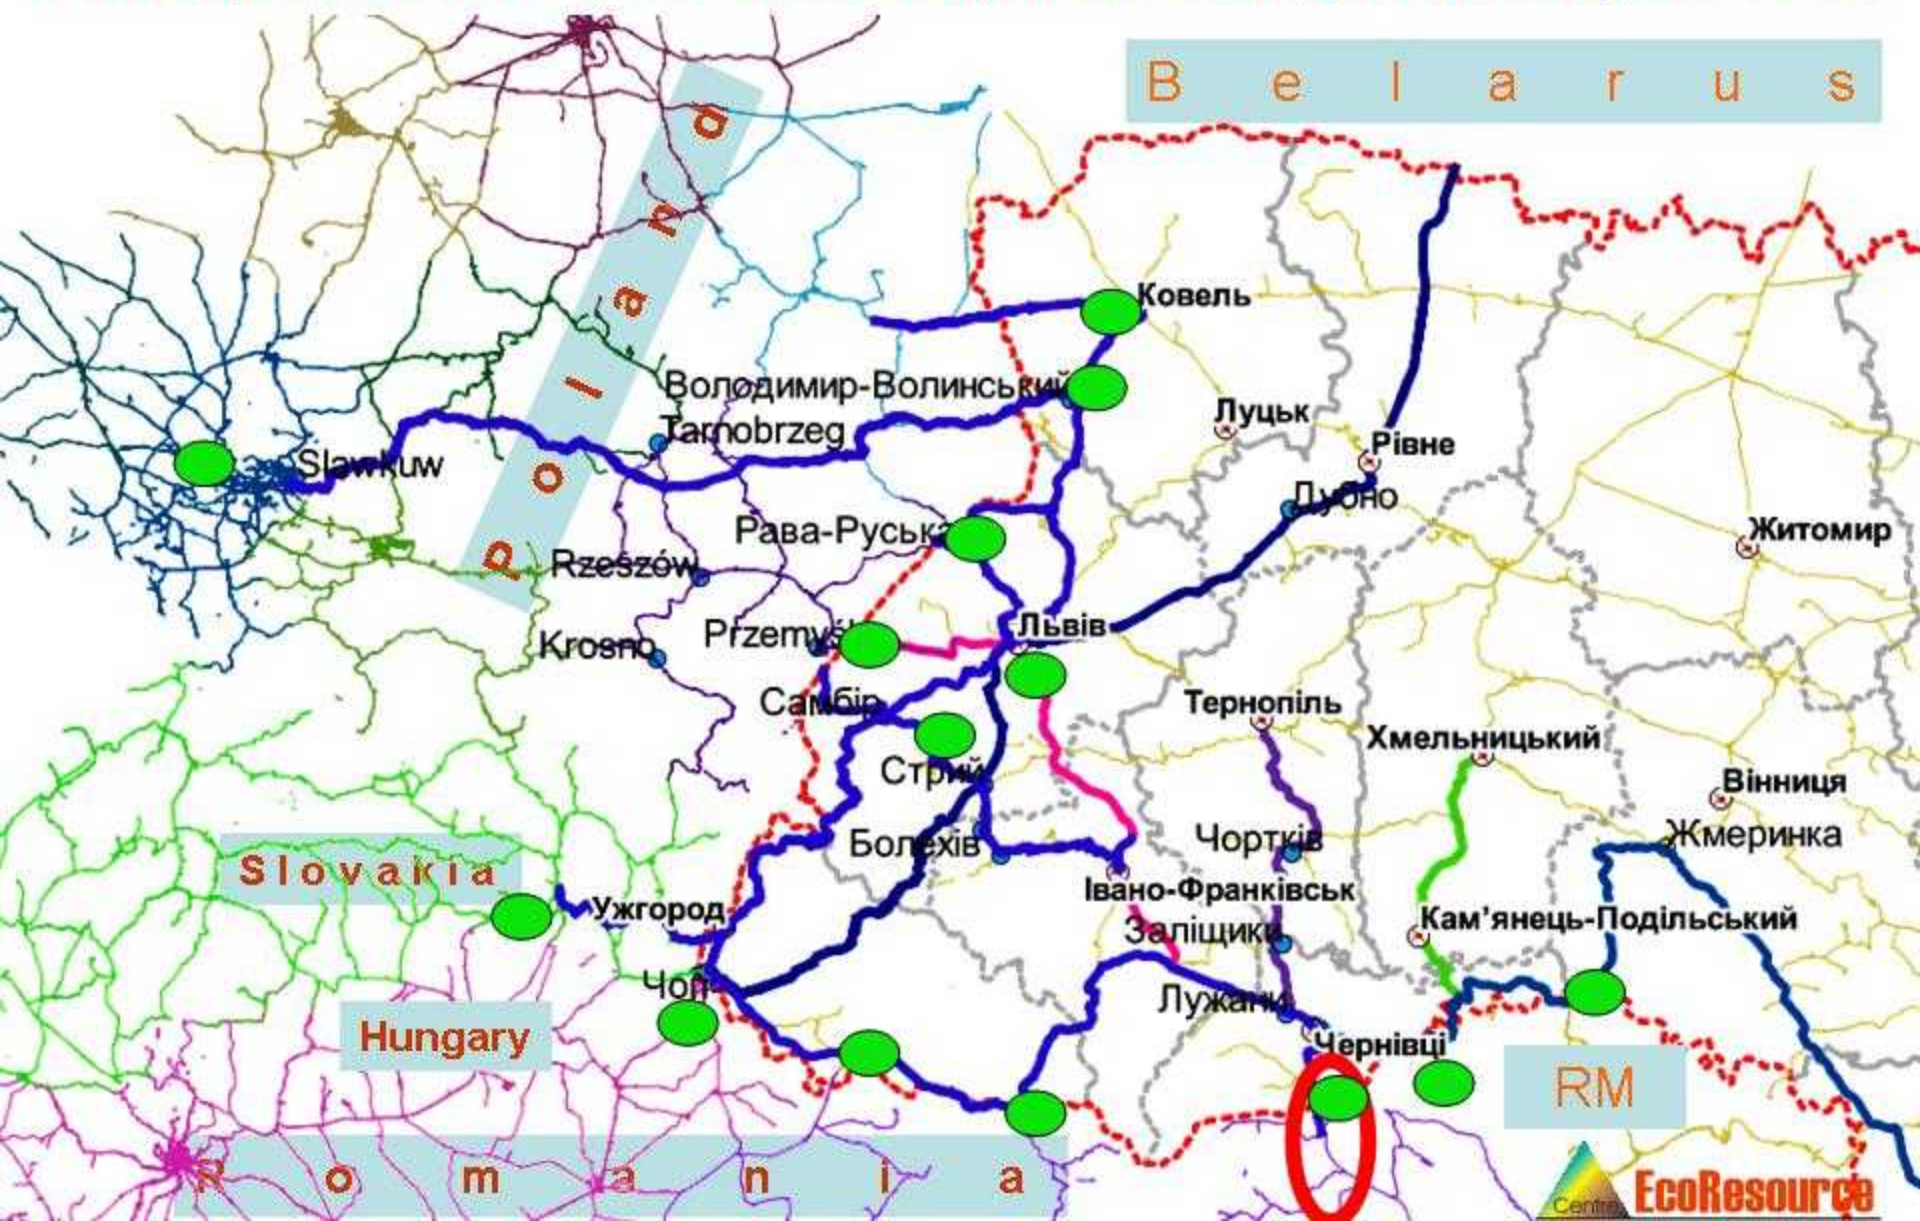 Belarus
Poland
Ковель
Володимир-Волинський
Луцьк
Tarnobrzeg
Рівне
Slawkuw
Дубно
Рава-Руська
Житомир
Rzeszów
Львів
Przemyśl
Krosno
Самбір
Тернопіль
Хмельницький
Стрий
Вінниця
Жмеринка
Чортків
Болехів
Slovakia
Івано-Франківськ
Ужгород
Кам'янець-Подільський
Заліщики
Чоп
Лужани
Hungary
Чернівці
RM
Romania
Centre EcoResource